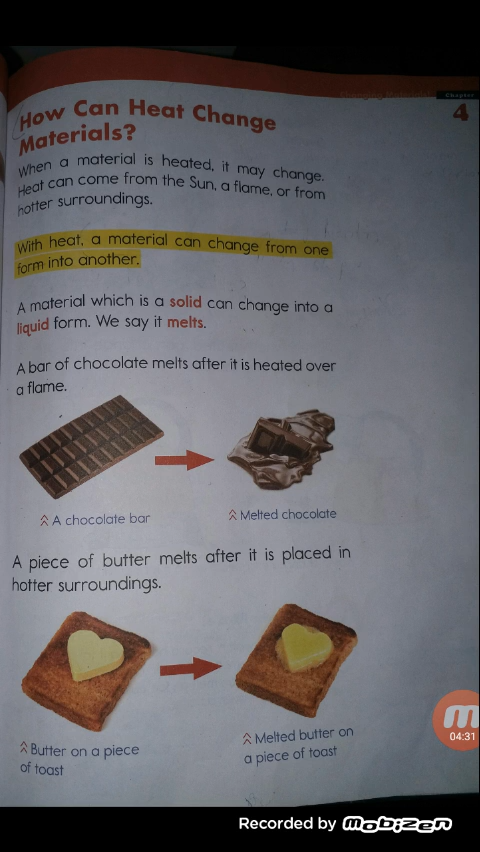 Chapter
4
How Can Heat Change
Materials?
When a material is heated, it may change.
Heat can come from the Sun, a flame, or from
hotter surroundings.
With heat, a material can change from one
form into another.
A material which is a solid can change into a
liquid form. We say it melts.
A bar of chocolate melts after it is heated over
a flame.
A chocolate bar
Melted chocolate
A piece of butter melts after it is placed in
hotter surroundings.
Butter on a piece
of toast
Melted butter on
a piece of toast
04:31
Recorded by mobizen